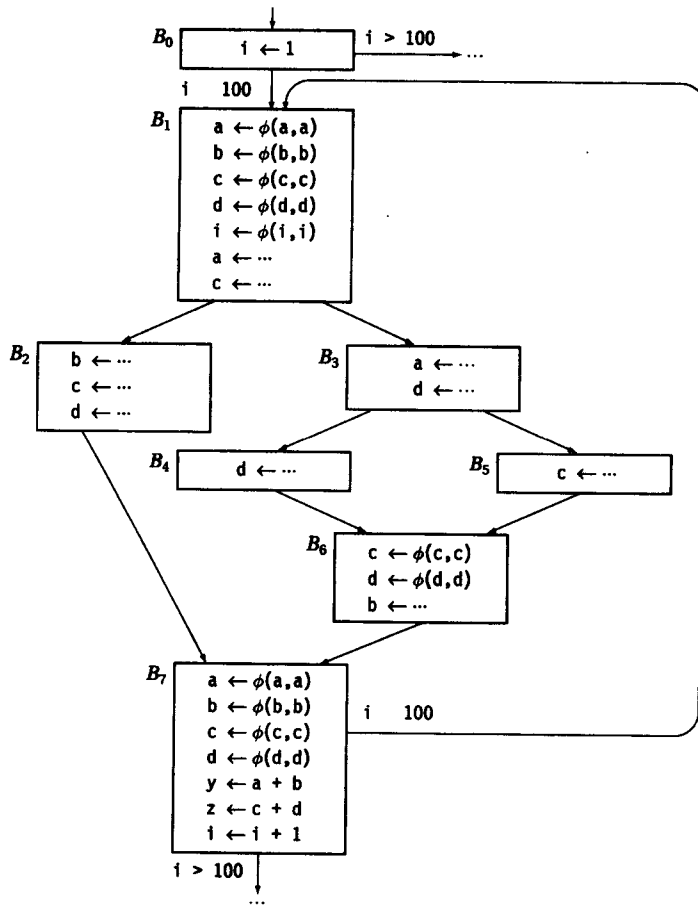 B₀
i ← 1
i > 100
...
i 100
B₁
a ← ϕ(a,a)
b ← ϕ(b,b)
c ← ϕ(c,c)
d ← ϕ(d,d)
i ← ϕ(i,i)
a ← ···
c ← ···
B₂
b ← ···
c ← ···
d ← ···
B₃
a ← ···
d ← ···
B₄
d ← ···
B₅
c ← ···
B₆
c ← ϕ(c,c)
d ← ϕ(d,d)
b ← ···
B₇
a ← ϕ(a,a)
b ← ϕ(b,b)
c ← ϕ(c,c)
d ← ϕ(d,d)
y ← a + b
z ← c + d
i ← i + 1
i 100
i > 100
...